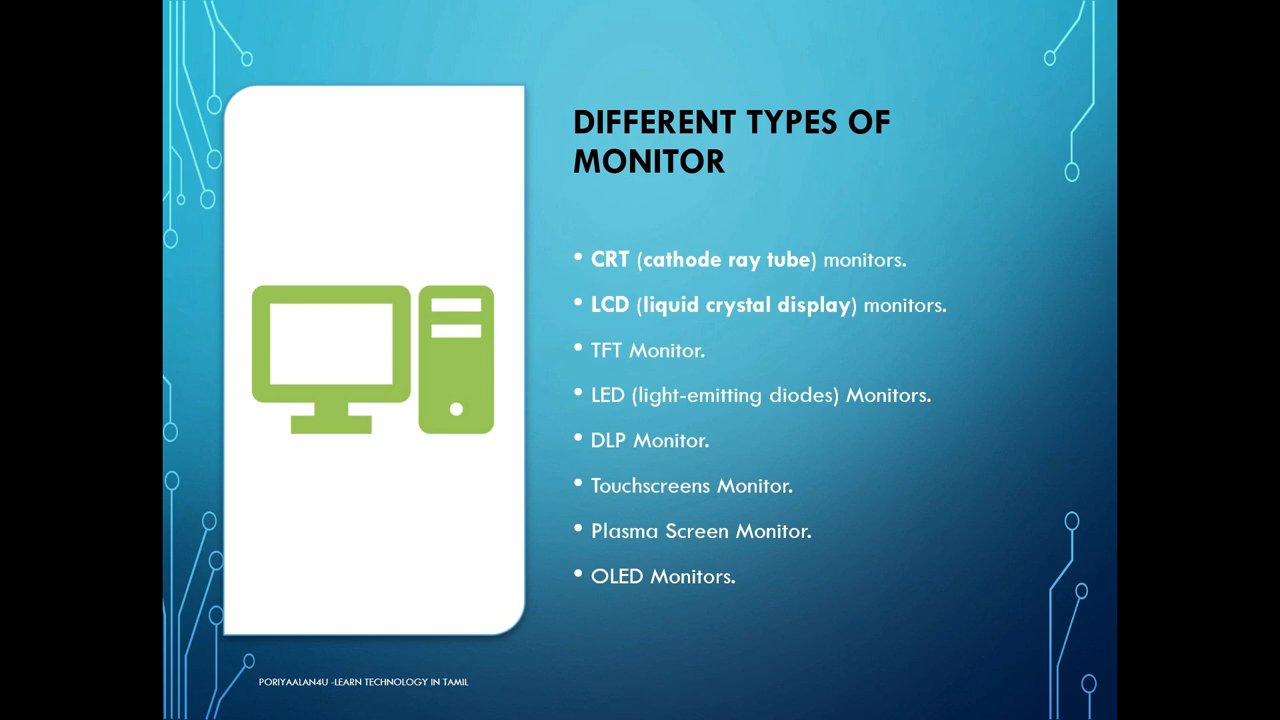 DIFFERENT TYPES OF
MONITOR
• CRT (cathode ray tube) monitors.
• LCD (liquid crystal display) monitors.
• TFT Monitor.
• LED (light-emitting diodes) Monitors.
• DLP Monitor.
• Touchscreens Monitor.
• Plasma Screen Monitor.
• OLED Monitors.
PORIYAALAN4U -LEARN TECHNOLOGY IN TAMIL